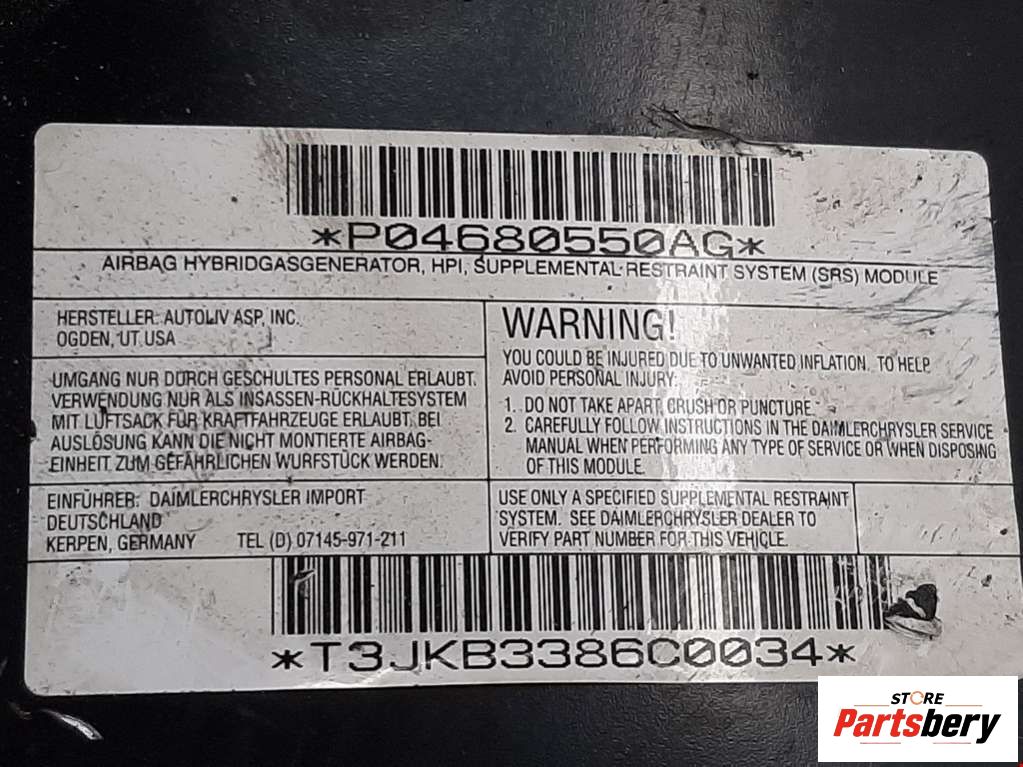 *P04680550AG*
AIRBAG HYBRIDGASGENERATOR, HPI, SUPPLEMENTAL RESTRAINT SYSTEM (SRS) MODULE
HERSTELLER: AUTOLIV ASP, INC.
OGDEN, UT USA
UMGANG NUR DURCH GESCHULTES PERSONAL ERLAUBT.
VERWENDUNG NUR ALS INSASSEN-RÜCKHALTESYSTEM
MIT LUFTSACK FÜR KRAFTFAHRZEUGE ERLAUBT. BEI
AUSLÖSUNG KANN DIE NICHT MONTIERTE AIRBAG-
EINHEIT ZUM GEFÄHRLICHEN WURFSTÜCK WERDEN.
EINFÜHRER: DAIMLERCHRYSLER IMPORT
DEUTSCHLAND
KERPEN, GERMANY TEL (D) 07145-971-211
WARNING!
YOU COULD BE INJURED DUE TO UNWANTED INFLATION. TO HELP
AVOID PERSONAL INJURY:
1. DO NOT TAKE APART, CRUSH OR PUNCTURE.
2. CAREFULLY FOLLOW INSTRUCTIONS IN THE DAIMLERCHRYSLER SERVICE
MANUAL WHEN PERFORMING ANY TYPE OF SERVICE OR WHEN DISPOSING
OF THIS MODULE.
USE ONLY A SPECIFIED SUPPLEMENTAL RESTRAINT
SYSTEM. SEE DAIMLERCHRYSLER DEALER TO
VERIFY PART NUMBER FOR THIS VEHICLE.
*T3JKB3386C0034*
STORE
Partsbery